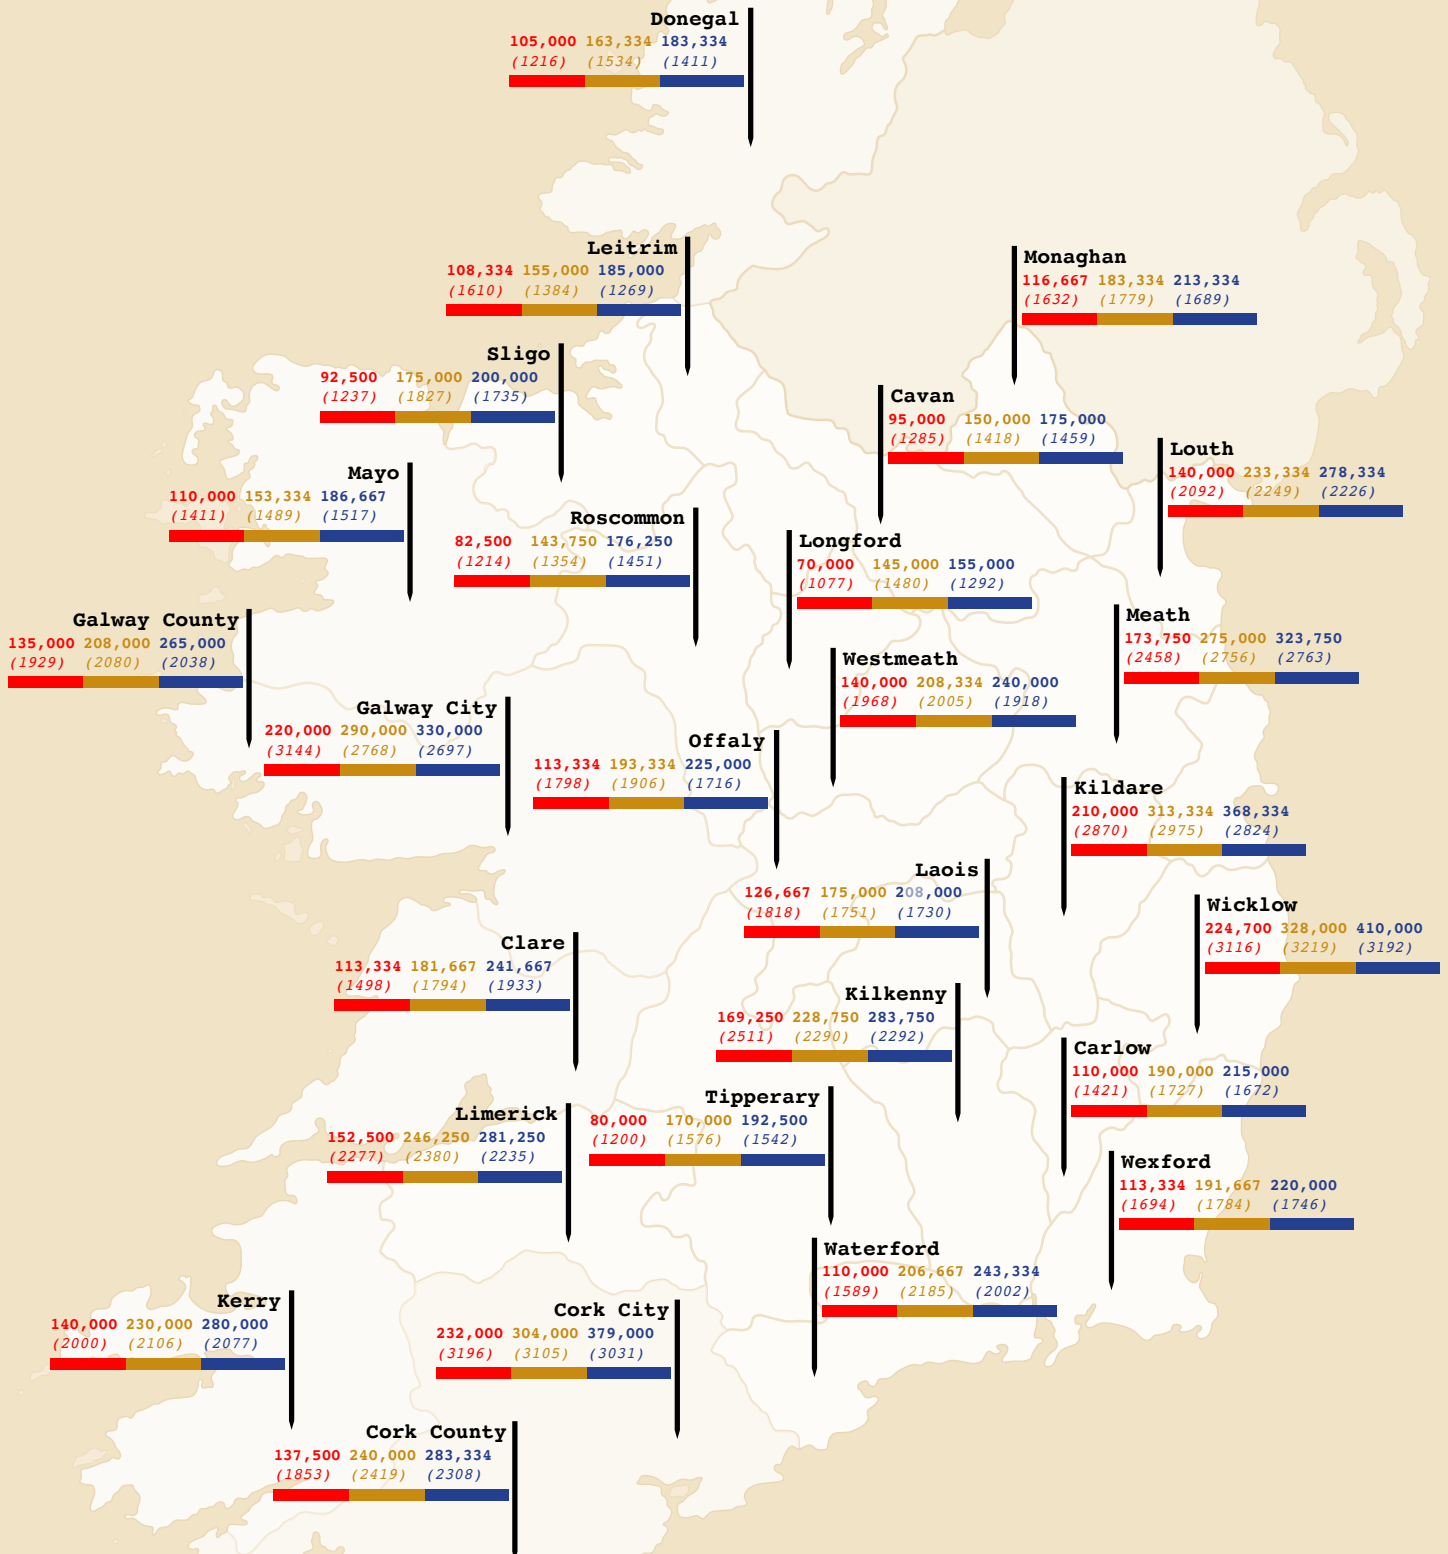 Donegal
105,000 163,334 183,334
(1216) (1534) (1411)
Leitrim
108,334 155,000 185,000
(1610) (1384) (1269)
Monaghan
116,667 183,334 213,334
(1632) (1779) (1689)
Sligo
92,500 175,000 200,000
(1237) (1827) (1735)
Cavan
95,000 150,000 175,000
(1285) (1418) (1459)
Louth
140,000 233,334 278,334
(2092) (2249) (2226)
Mayo
110,000 153,334 186,667
(1411) (1489) (1517)
Roscommon
82,500 143,750 176,250
(1214) (1354) (1451)
Longford
70,000 145,000 155,000
(1077) (1480) (1292)
Galway County
135,000 208,000 265,000
(1929) (2080) (2038)
Meath
173,750 275,000 323,750
(2458) (2756) (2763)
Westmeath
140,000 208,334 240,000
(1968) (2005) (1918)
Galway City
220,000 290,000 330,000
(3144) (2768) (2697)
Offaly
113,334 193,334 225,000
(1798) (1906) (1716)
Kildare
210,000 313,334 368,334
(2870) (2975) (2824)
Laois
126,667 175,000 208,000
(1818) (1751) (1730)
Wicklow
224,700 328,000 410,000
(3116) (3219) (3192)
Clare
113,334 181,667 241,667
(1498) (1794) (1933)
Kilkenny
169,250 228,750 283,750
(2511) (2290) (2292)
Carlow
110,000 190,000 215,000
(1421) (1727) (1672)
Tipperary
80,000 170,000 192,500
(1200) (1576) (1542)
Limerick
152,500 246,250 281,250
(2277) (2380) (2235)
Wexford
113,334 191,667 220,000
(1694) (1784) (1746)
Waterford
110,000 206,667 243,334
(1589) (2185) (2002)
Kerry
140,000 230,000 280,000
(2000) (2106) (2077)
Cork City
232,000 304,000 379,000
(3196) (3105) (3031)
Cork County
137,500 240,000 283,334
(1853) (2419) (2308)